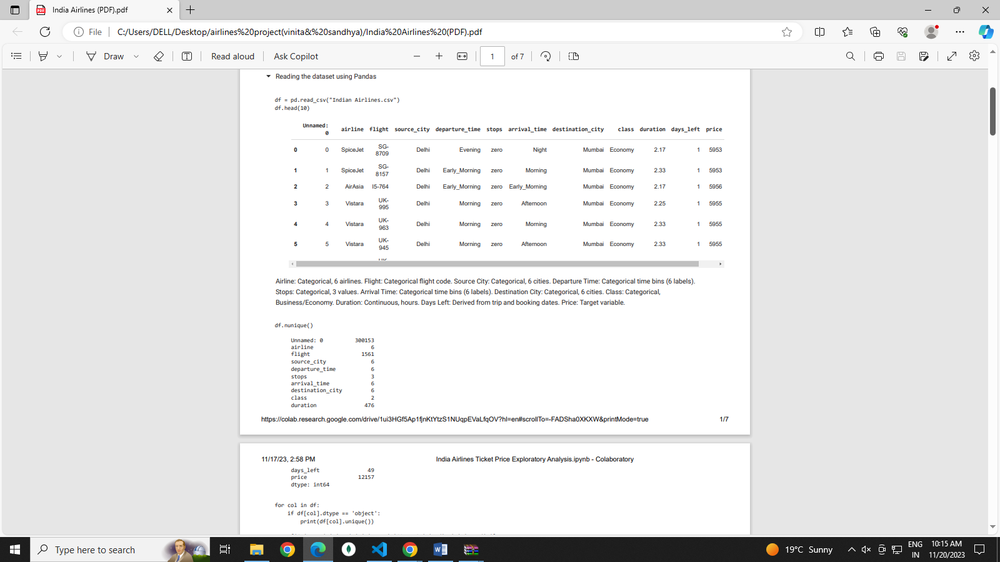 India Airlines (PDF).pdf
File C:/Users/DELL/Desktop/airlines%20project(vinita&%20sandhya)/India%20Airlines%20(PDF).pdf
Draw Read aloud Ask Copilot 1 of 7
Reading the dataset using Pandas
df = pd.read_csv("Indian Airlines.csv")
df.head(10)
Unnamed: 0 airline flight source_city departure_time stops arrival_time destination_city class duration days_left price
0 0 SpiceJet SG-8709 Delhi Evening zero Night Mumbai Economy 2.17 1 5953
1 1 SpiceJet SG-8157 Delhi Early_Morning zero Morning Mumbai Economy 2.33 1 5953
2 2 AirAsia I5-764 Delhi Early_Morning zero Early_Morning Mumbai Economy 2.17 1 5956
3 3 Vistara UK-995 Delhi Morning zero Afternoon Mumbai Economy 2.25 1 5955
4 4 Vistara UK-963 Delhi Morning zero Morning Mumbai Economy 2.33 1 5955
5 5 Vistara UK-945 Delhi Morning zero Afternoon Mumbai Economy 2.33 1 5955
Airline: Categorical, 6 airlines. Flight: Categorical flight code. Source City: Categorical, 6 cities. Departure Time: Categorical time bins (6 labels).
Stops: Categorical, 3 values. Arrival Time: Categorical time bins (6 labels). Destination City: Categorical, 6 cities. Class: Categorical,
Business/Economy. Duration: Continuous, hours. Days Left: Derived from trip and booking dates. Price: Target variable.
df.nunique()
Unnamed: 0 300153
airline 6
flight 1561
source_city 6
departure_time 6
stops 3
arrival_time 6
destination_city 6
class 2
duration 476
https://colab.research.google.com/drive/1ui3HGf5Ap1fjnKtYtzS1NUqpEVaLfqOV?hl=en#scrollTo=-FADSha0XKXW&printMode=true 1/7
11/17/23, 2:58 PM India Airlines Ticket Price Exploratory Analysis.ipynb - Colaboratory
days_left 49
price 12157
dtype: int64
for col in df:
if df[col].dtype == 'object':
print(df[col].unique())
Type here to search 19°C Sunny ENG 10:15 AM
IN 11/20/2023